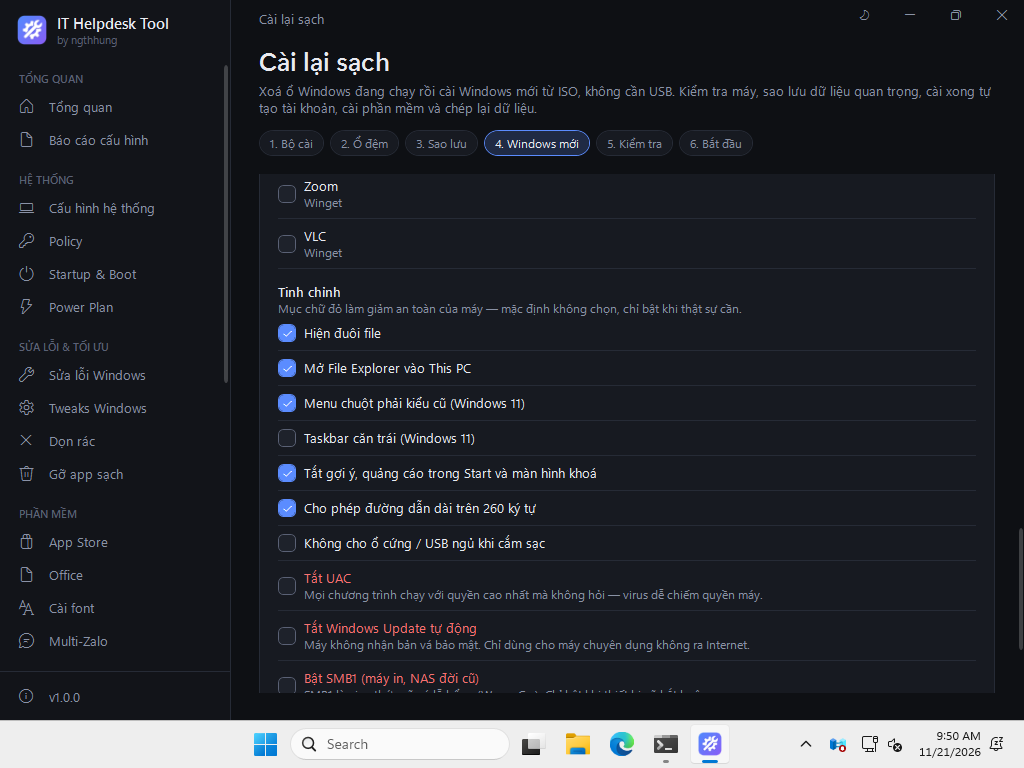 IT Helpdesk Tool
by ngthhung
TỔNG QUAN
Tổng quan
Báo cáo cấu hình
HỆ THỐNG
Cấu hình hệ thống
Policy
Startup & Boot
Power Plan
SỬA LỖI & TỐI ƯU
Sửa lỗi Windows
Tweaks Windows
Dọn rác
Gỡ app sạch
PHẦN MỀM
App Store
Office
Cài font
Multi-Zalo
v1.0.0
Cài lại sạch
Cài lại sạch
Xoá ổ Windows đang chạy rồi cài Windows mới từ ISO, không cần USB. Kiểm tra máy, sao lưu dữ liệu quan trọng, cài xong tự
tạo tài khoản, cài phần mềm và chép lại dữ liệu.
1. Bộ cài
2. Ổ đệm
3. Sao lưu
4. Windows mới
5. Kiểm tra
6. Bắt đầu
Zoom
Winget
VLC
Winget
Tinh chỉnh
Mục chữ đỏ làm giảm an toàn của máy — mặc định không chọn, chỉ bật khi thật sự cần.
Hiện đuôi file
Mở File Explorer vào This PC
Menu chuột phải kiểu cũ (Windows 11)
Taskbar căn trái (Windows 11)
Tắt gợi ý, quảng cáo trong Start và màn hình khoá
Cho phép đường dẫn dài trên 260 ký tự
Không cho ổ cứng / USB ngủ khi cắm sạc
Tắt UAC
Mọi chương trình chạy với quyền cao nhất mà không hỏi — virus dễ chiếm quyền máy.
Tắt Windows Update tự động
Máy không nhận bản vá bảo mật. Chỉ dùng cho máy chuyên dụng không ra Internet.
Bật SMB1 (máy in, NAS đời cũ)
Search
9:50 AM
11/21/2026